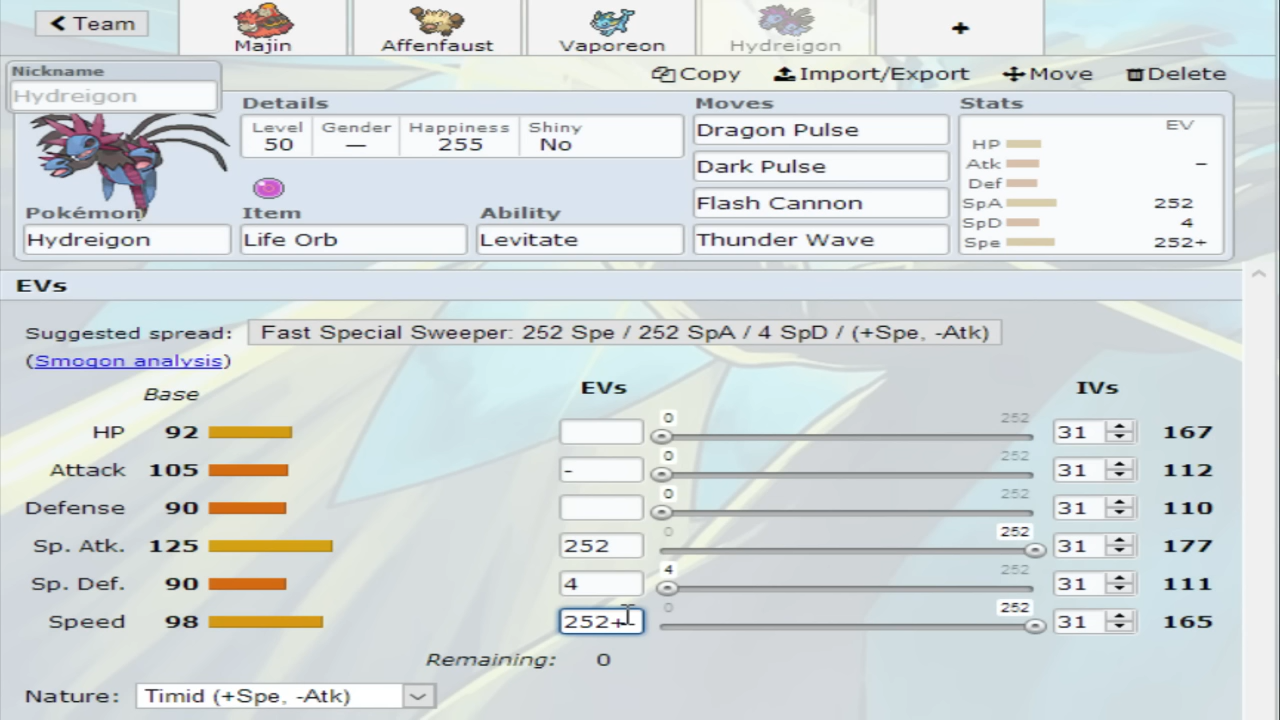 Team
Majin
Affenfaust
Vaporeon
Hydreigon
+
Nickname
Hydreigon
Copy
Import/Export
Move
Delete
Details
Level 50
Gender —
Happiness 255
Shiny No
Pokémon
Hydreigon
Item
Life Orb
Ability
Levitate
Moves
Dragon Pulse
Dark Pulse
Flash Cannon
Thunder Wave
Stats
EV
HP
Atk –
Def
SpA 252
SpD 4
Spe 252+
EVs
Suggested spread: Fast Special Sweeper: 252 Spe / 252 SpA / 4 SpD / (+Spe, -Atk)
(Smogon analysis)
Base EVs IVs
HP 92 0 252 31 167
Attack 105 - 0 252 31 112
Defense 90 0 252 31 110
Sp. Atk. 125 252 0 252 31 177
Sp. Def. 90 4 4 252 31 111
Speed 98 252+ 0 252 31 165
Remaining: 0
Nature: Timid (+Spe, -Atk)